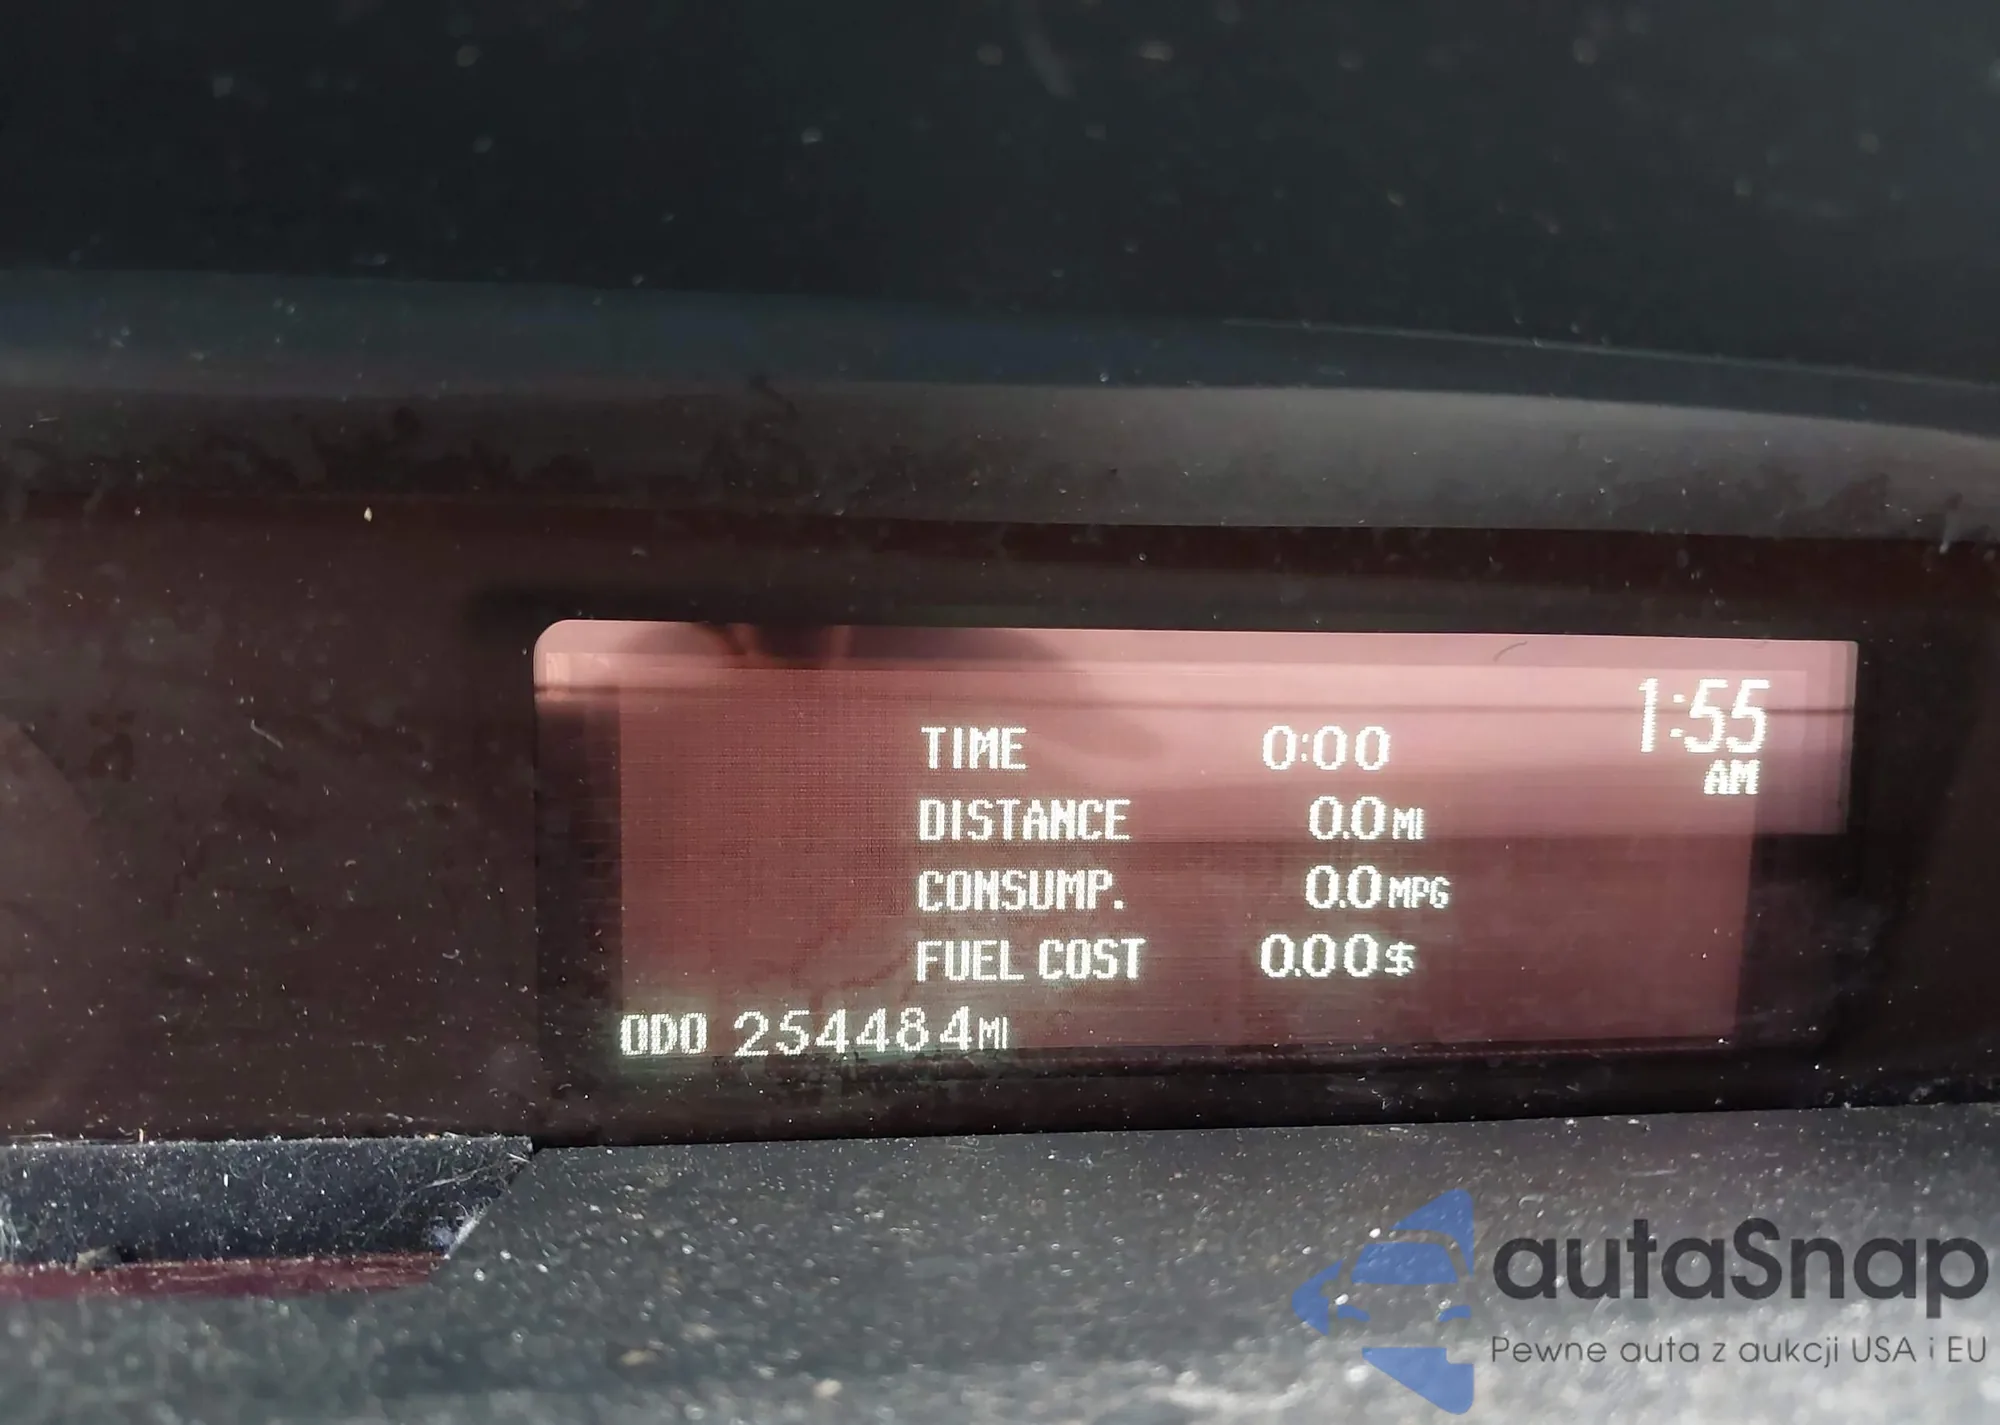 1:55
AM
TIME 0:00
DISTANCE 0.0 MI
CONSUMP. 0.0 MPG
FUEL COST 0.00 $
ODO 254484 MI
autaSnap
Pewne auta z aukcji USA i EU